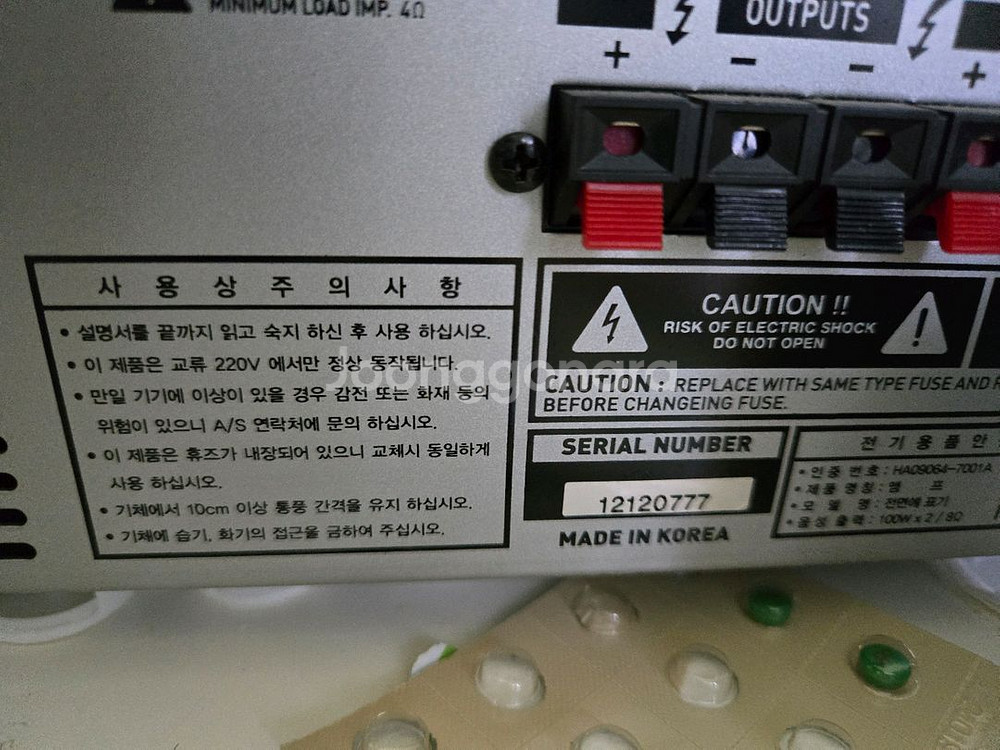 MINIMUM LOAD IMP. 4Ω
OUTPUTS
+ − − +
사 용 상 주 의 사 항
• 설명서를 끝까지 읽고 숙지 하신 후 사용 하십시오.
• 이 제품은 교류 220V 에서만 정상 동작됩니다.
• 만일 기기에 이상이 있을 경우 감전 또는 화재 등의
위험이 있으니 A/S 연락처에 문의 하십시오.
• 이 제품은 휴즈가 내장되어 있으니 교체시 동일하게
사용 하십시오.
• 기체에서 10cm 이상 통풍 간격을 유지 하십시오.
• 기체에 습기, 화기의 접근을 금하여 주십시오.
CAUTION !!
RISK OF ELECTRIC SHOCK
DO NOT OPEN
CAUTION : REPLACE WITH SAME TYPE FUSE AND
BEFORE CHANGEING FUSE.
SERIAL NUMBER
12120777
MADE IN KOREA
전 기 용 품 안
• 인 증 번 호 : HA09064-7001A
• 제 품 명 칭 : 앰 프
• 모 델 명 : 전면에 표기
• 음 성 출 력 : 100W x 2 / 8Ω
Joonggonara